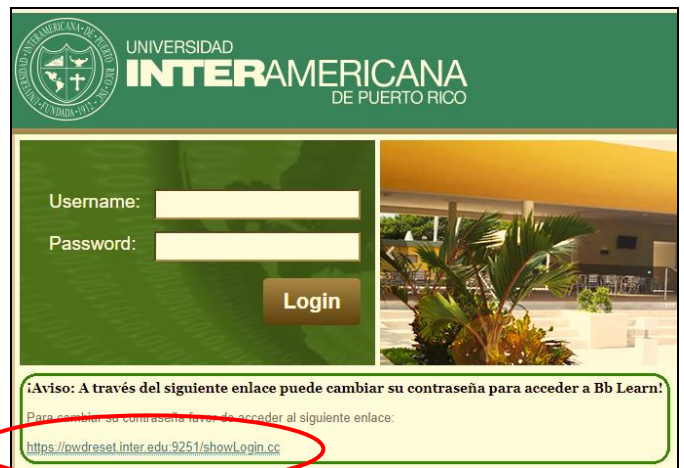 UNIVERSIDAD
INTERAMERICANA
DE PUERTO RICO
Username:
Password:
Login
¡Aviso: A través del siguiente enlace puede cambiar su contraseña para acceder a Bb Learn!
Para cambiar su contraseña favor de acceder al siguiente enlace:
https://pwdreset.inter.edu:9251/showLogin.cc